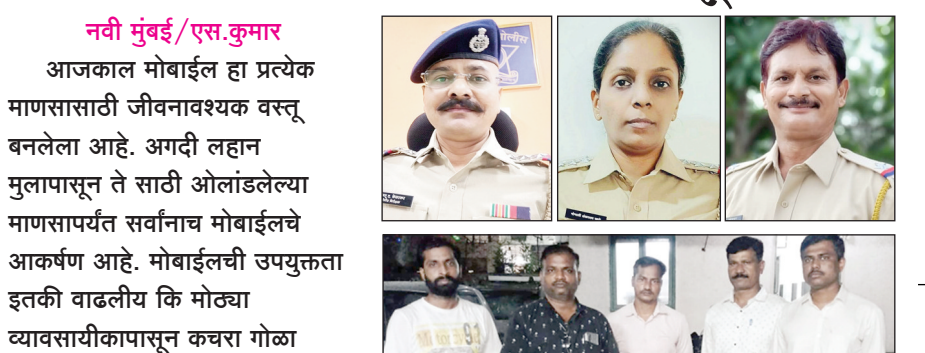 नवी मुंबई/एस.कुमार
आजकाल मोबाईल हा प्रत्येक
माणसासाठी जीवनावश्यक वस्तू
बनलेला आहे. अगदी लहान
मुलापासून ते साठी ओलांडलेल्या
माणसापर्यंत सर्वांनाच मोबाईलचे
आकर्षण आहे. मोबाईलची उपयुक्तता
इतकी वाढलीय कि मोठ्या
व्यावसायीकापासून कचरा गोळा
पोलीस